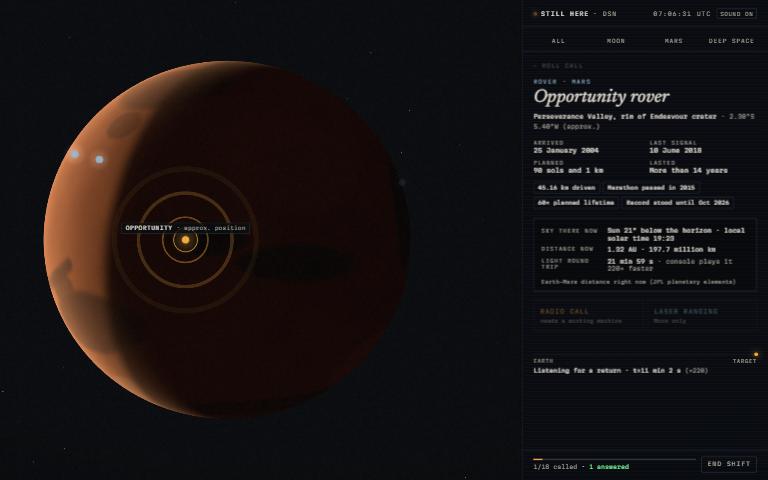 STILL HERE · DSN
07:06:31 UTC
SOUND ON
ALL
MOON
MARS
DEEP SPACE
← ROLL CALL
ROVER · MARS
Opportunity rover
Perseverance Valley, rim of Endeavour crater · 2.30°S
5.40°W (approx.)
ARRIVED
25 January 2004
LAST SIGNAL
10 June 2018
PLANNED
90 sols and 1 km
LASTED
More than 14 years
45.16 km driven
Marathon passed in 2015
60× planned lifetime
Record stood until Oct 2026
SKY THERE NOW
Sun 21° below the horizon · local
solar time 19:23
DISTANCE NOW
1.32 AU · 197.7 million km
LIGHT ROUND
TRIP
21 min 59 s · console plays it
220× faster
Earth-Mars distance right now (JPL planetary elements)
RADIO CALL
needs a working machine
LASER RANGING
Moon only
EARTH
TARGET
Listening for a return · t+11 min 2 s (×220)
1/18 called · 1 answered
END SHIFT
OPPORTUNITY · approx. position